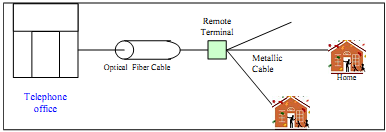 Remote
Terminal
Optical Fiber Cable
Metallic
Cable
Home
Telephone
office